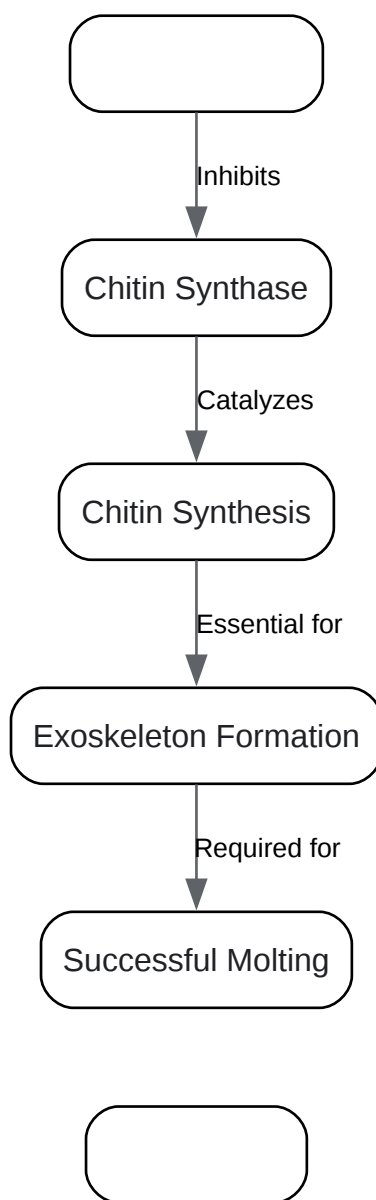 Inhibits
Chitin Synthase
Catalyzes
Chitin Synthesis
Essential for
Exoskeleton Formation
Required for
Successful Molting